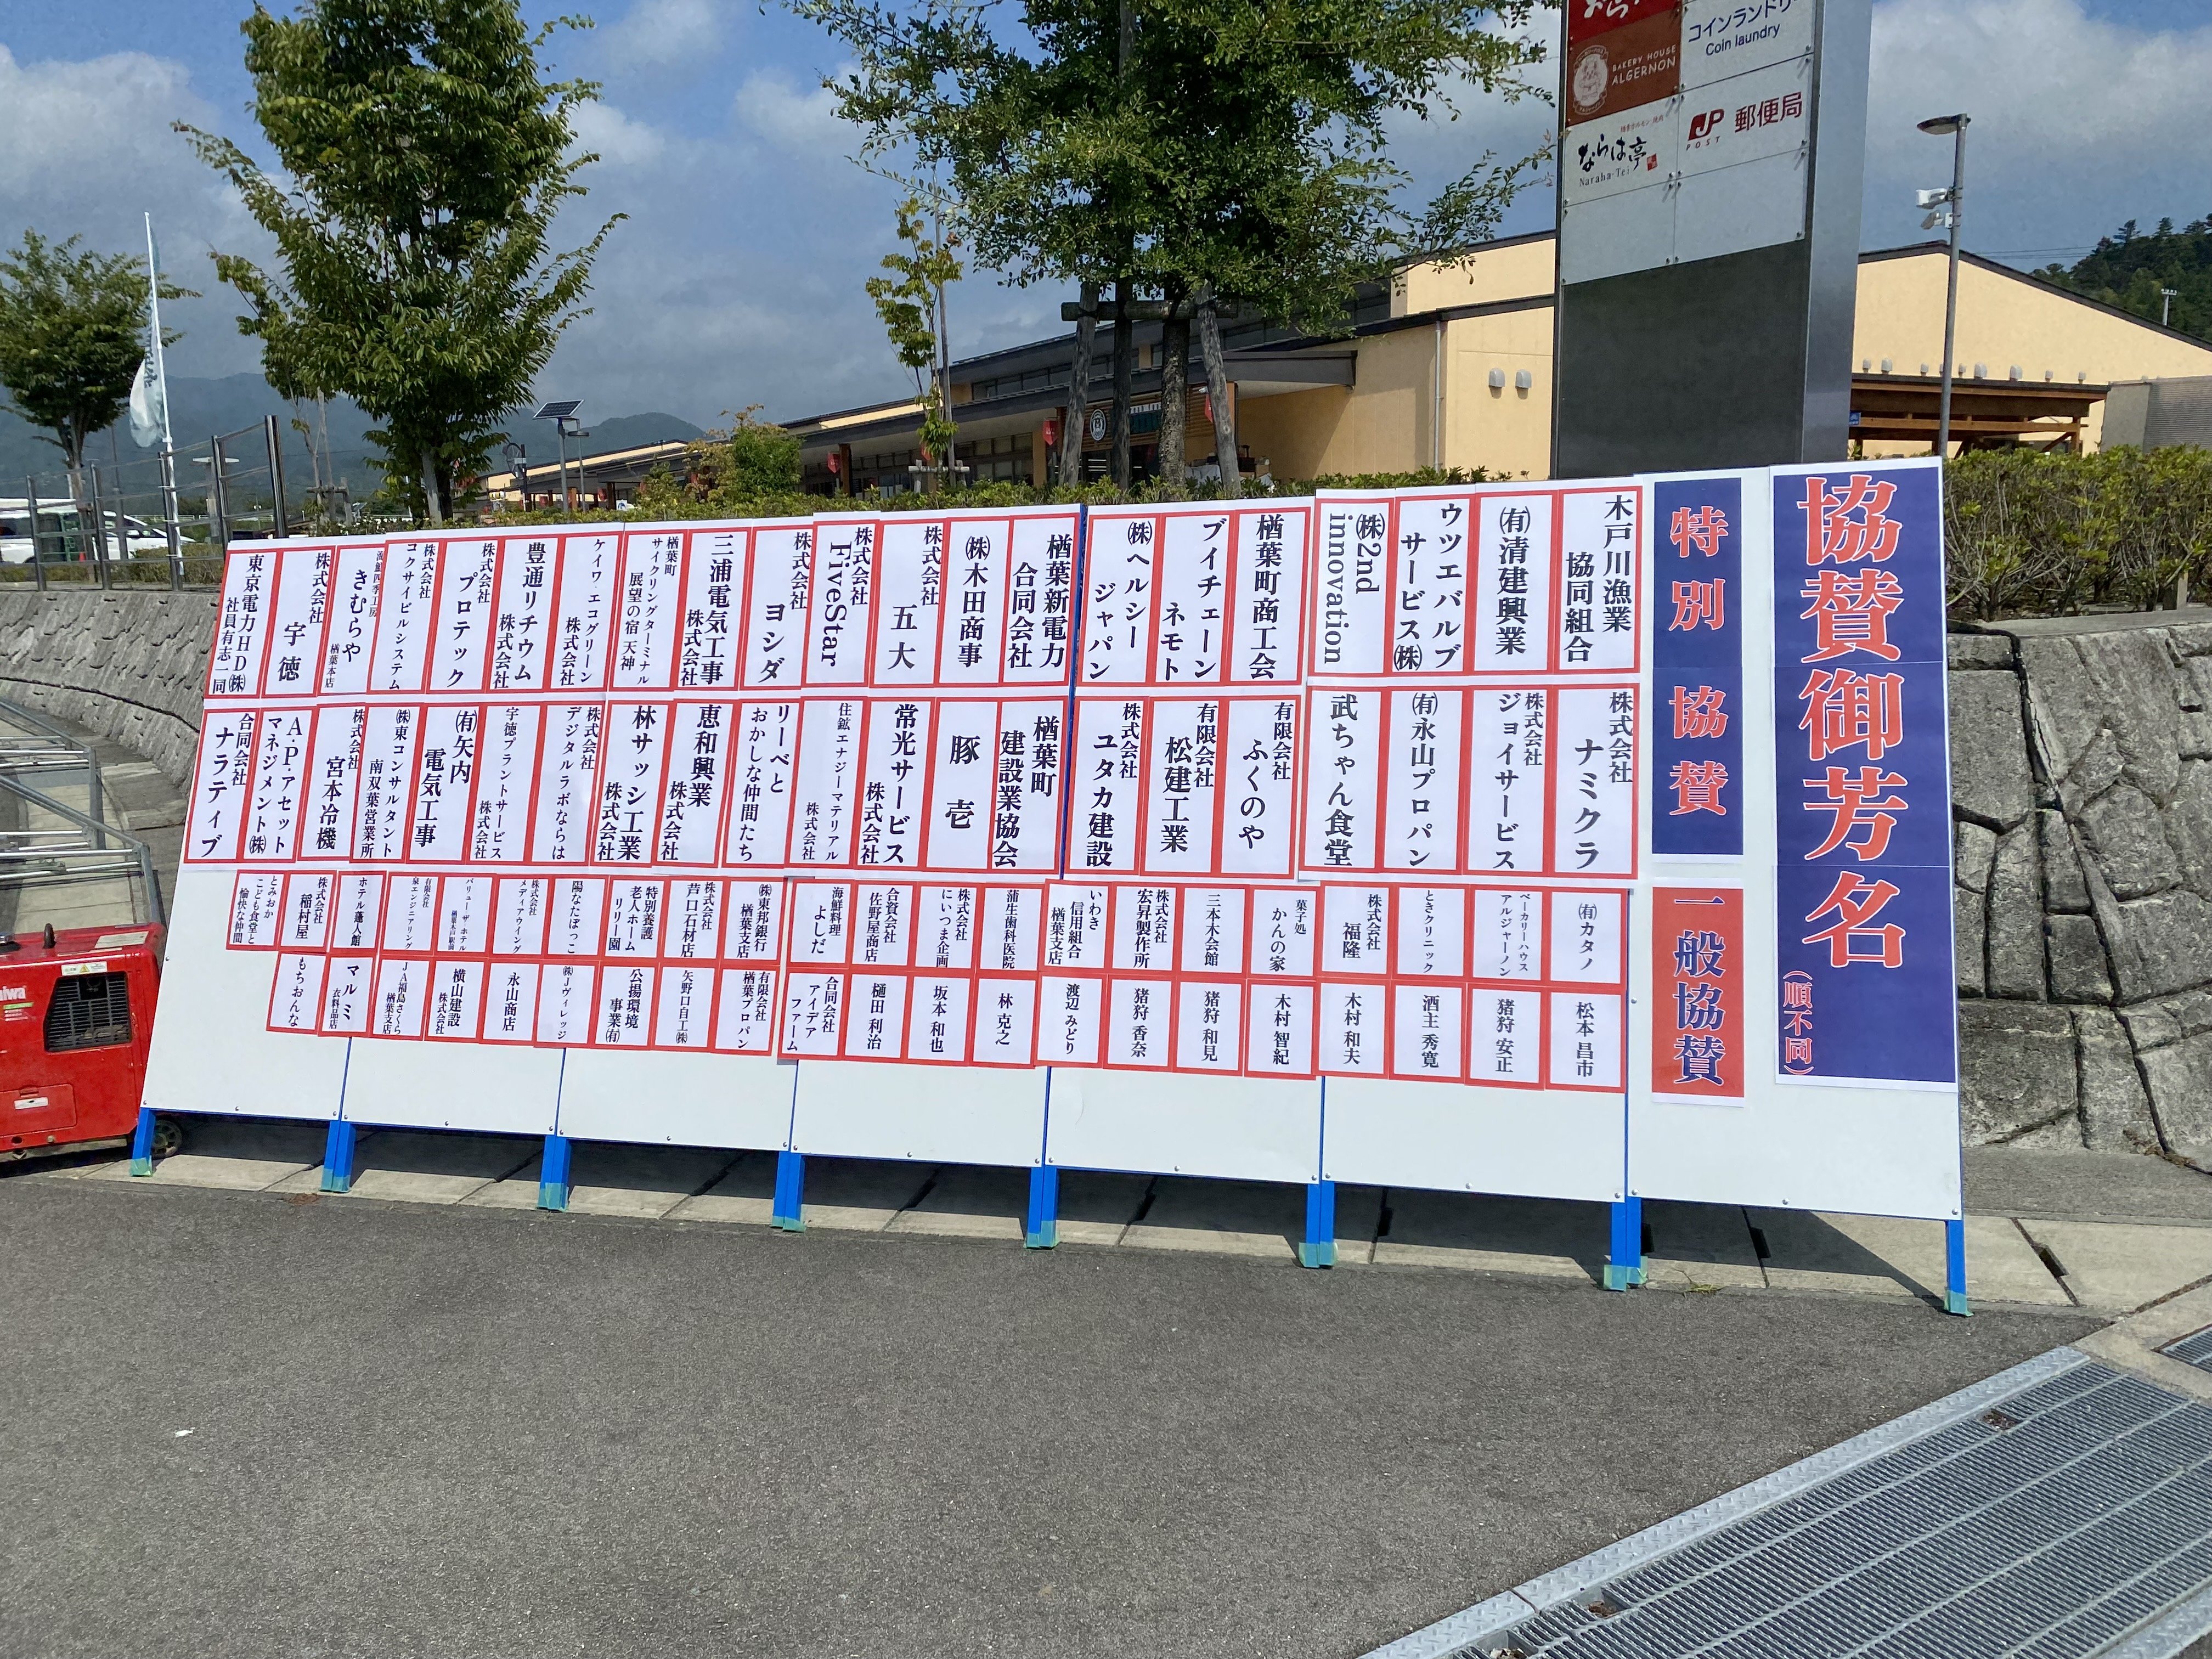 コインランドリー
Coin laundry
BAKERY HOUSE
ALGERNON
ならは亭
Naraha-Tei
JP 郵便局
POST
協賛御芳名
(順不同)
特別協賛
木戸川漁業
協同組合
㈲清建興業
ウツエバルブ
サービス㈱
㈱2nd
innovation
楢葉町商工会
ブイチェーン
ネモト
㈱ヘルシー
ジャパン
楢葉新電力
合同会社
㈱木田商事
株式会社
五大
株式会社
FiveStar
株式会社
ヨシダ
三浦電気工事
株式会社
楢葉町
サイクリングターミナル
展望の宿 天神
ケイワ・エコグリーン
株式会社
豊通リチウム
株式会社
株式会社
プロテック
株式会社
コクサイビルシステム
海鮮四季工房
きむらや
楢葉本店
株式会社
宇徳
東京電力HD㈱
社員有志一同
株式会社
ナミクラ
株式会社
ジョイサービス
㈲永山プロパン
武ちゃん食堂
有限会社
ふくのや
有限会社
松建工業
株式会社
ユタカ建設
楢葉町
建設業協会
豚壱
常光サービス
株式会社
住鉱エナジーマテリアル
株式会社
リーベと
おかしな仲間たち
恵和興業
株式会社
林サッシ工業
株式会社
株式会社
デジタルラボならは
宇徳プラントサービス
株式会社
㈲矢内
電気工事
㈱東コンサルタント
南双葉営業所
株式会社
宮本冷機
A.P.アセット
マネジメント㈱
合同会社
ナラティブ
一般協賛
㈲カタノ
ベーカリーハウス
アルジャーノン
ときクリニック
株式会社
福隆
菓子処
かんの家
三本木会館
株式会社
宏昇製作所
いわき
信用組合
楢葉支店
蒲生歯科医院
株式会社
にいつま企画
合資会社
佐野屋商店
海鮮料理
よしだ
㈱東邦銀行
楢葉支店
株式会社
芦口石材店
特別養護
老人ホーム
リリー園
陽なたぼっこ
株式会社
メディアウイング
バリュー・ザ・ホテル
楢葉木戸駅前
有限会社
泉エンジニアリング
ホテル蓬人館
株式会社
稲村屋
とみおか
こども食堂と
愉快な仲間
松本 昌市
猪狩 安正
酒主 秀寛
木村 和夫
木村 智紀
猪狩 和見
猪狩 香奈
渡辺 みどり
林 克之
坂本 和也
樋田 利治
合同会社
アイデア
ファーム
有限会社
楢葉プロパン
矢野口自工㈱
公揚環境
事業㈲
㈱Jヴィレッジ
永山商店
横山建設
株式会社
JA福島さくら
楢葉支店
マルミ
衣料品店
もちおんな